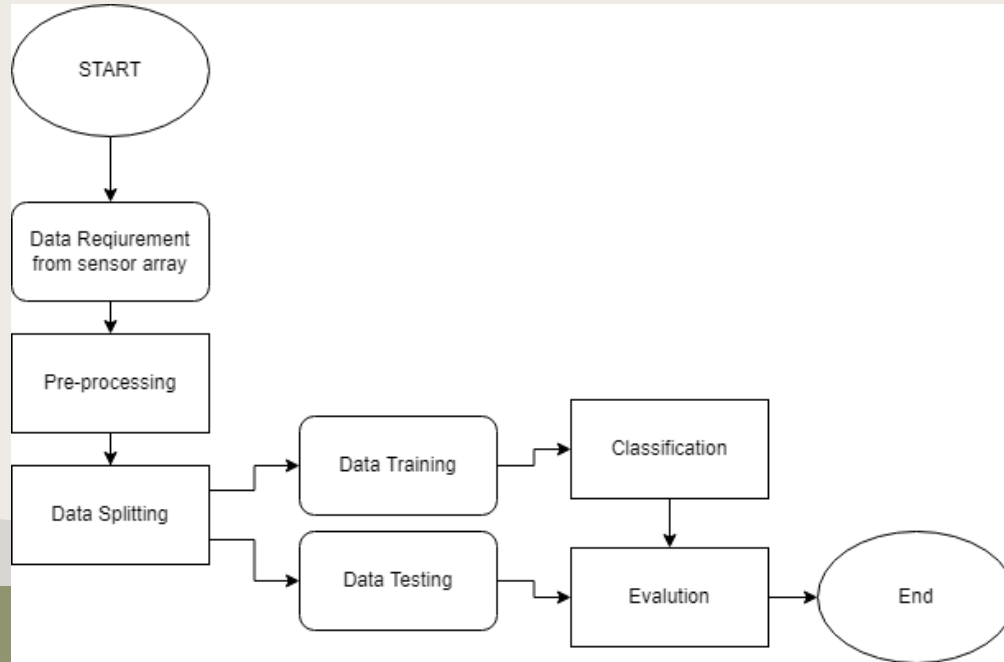 START
Data Reqiurement
from sensor array
Pre-processing
Data Splitting
Data Training
Data Testing
Classification
Evalution
End